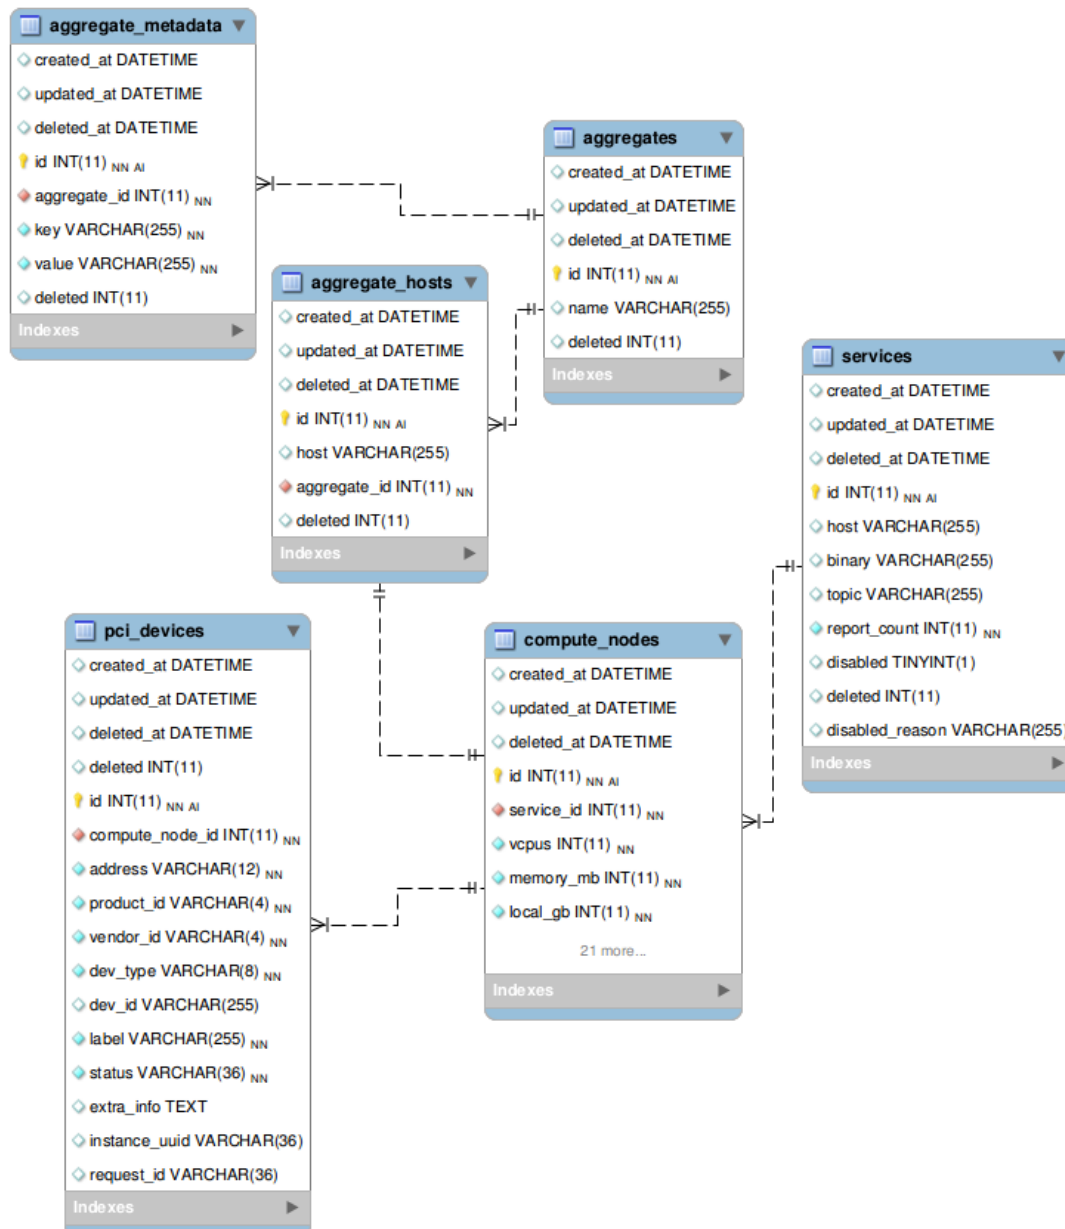 aggregate_metadata
created_at DATETIME
updated_at DATETIME
deleted_at DATETIME
id INT(11) NN AI
aggregate_id INT(11) NN
key VARCHAR(255) NN
value VARCHAR(255) NN
deleted INT(11)
Indexes
aggregates
created_at DATETIME
updated_at DATETIME
deleted_at DATETIME
id INT(11) NN AI
name VARCHAR(255)
deleted INT(11)
Indexes
aggregate_hosts
created_at DATETIME
updated_at DATETIME
deleted_at DATETIME
id INT(11) NN AI
host VARCHAR(255)
aggregate_id INT(11) NN
deleted INT(11)
Indexes
services
created_at DATETIME
updated_at DATETIME
deleted_at DATETIME
id INT(11) NN AI
host VARCHAR(255)
binary VARCHAR(255)
topic VARCHAR(255)
report_count INT(11) NN
disabled TINYINT(1)
deleted INT(11)
disabled_reason VARCHAR(255)
Indexes
pci_devices
created_at DATETIME
updated_at DATETIME
deleted_at DATETIME
deleted INT(11)
id INT(11) NN AI
compute_node_id INT(11) NN
address VARCHAR(12) NN
product_id VARCHAR(4) NN
vendor_id VARCHAR(4) NN
dev_type VARCHAR(8) NN
dev_id VARCHAR(255)
label VARCHAR(255) NN
status VARCHAR(36) NN
extra_info TEXT
instance_uuid VARCHAR(36)
request_id VARCHAR(36)
Indexes
compute_nodes
created_at DATETIME
updated_at DATETIME
deleted_at DATETIME
id INT(11) NN AI
service_id INT(11) NN
vcpus INT(11) NN
memory_mb INT(11) NN
local_gb INT(11) NN
21 more...
Indexes